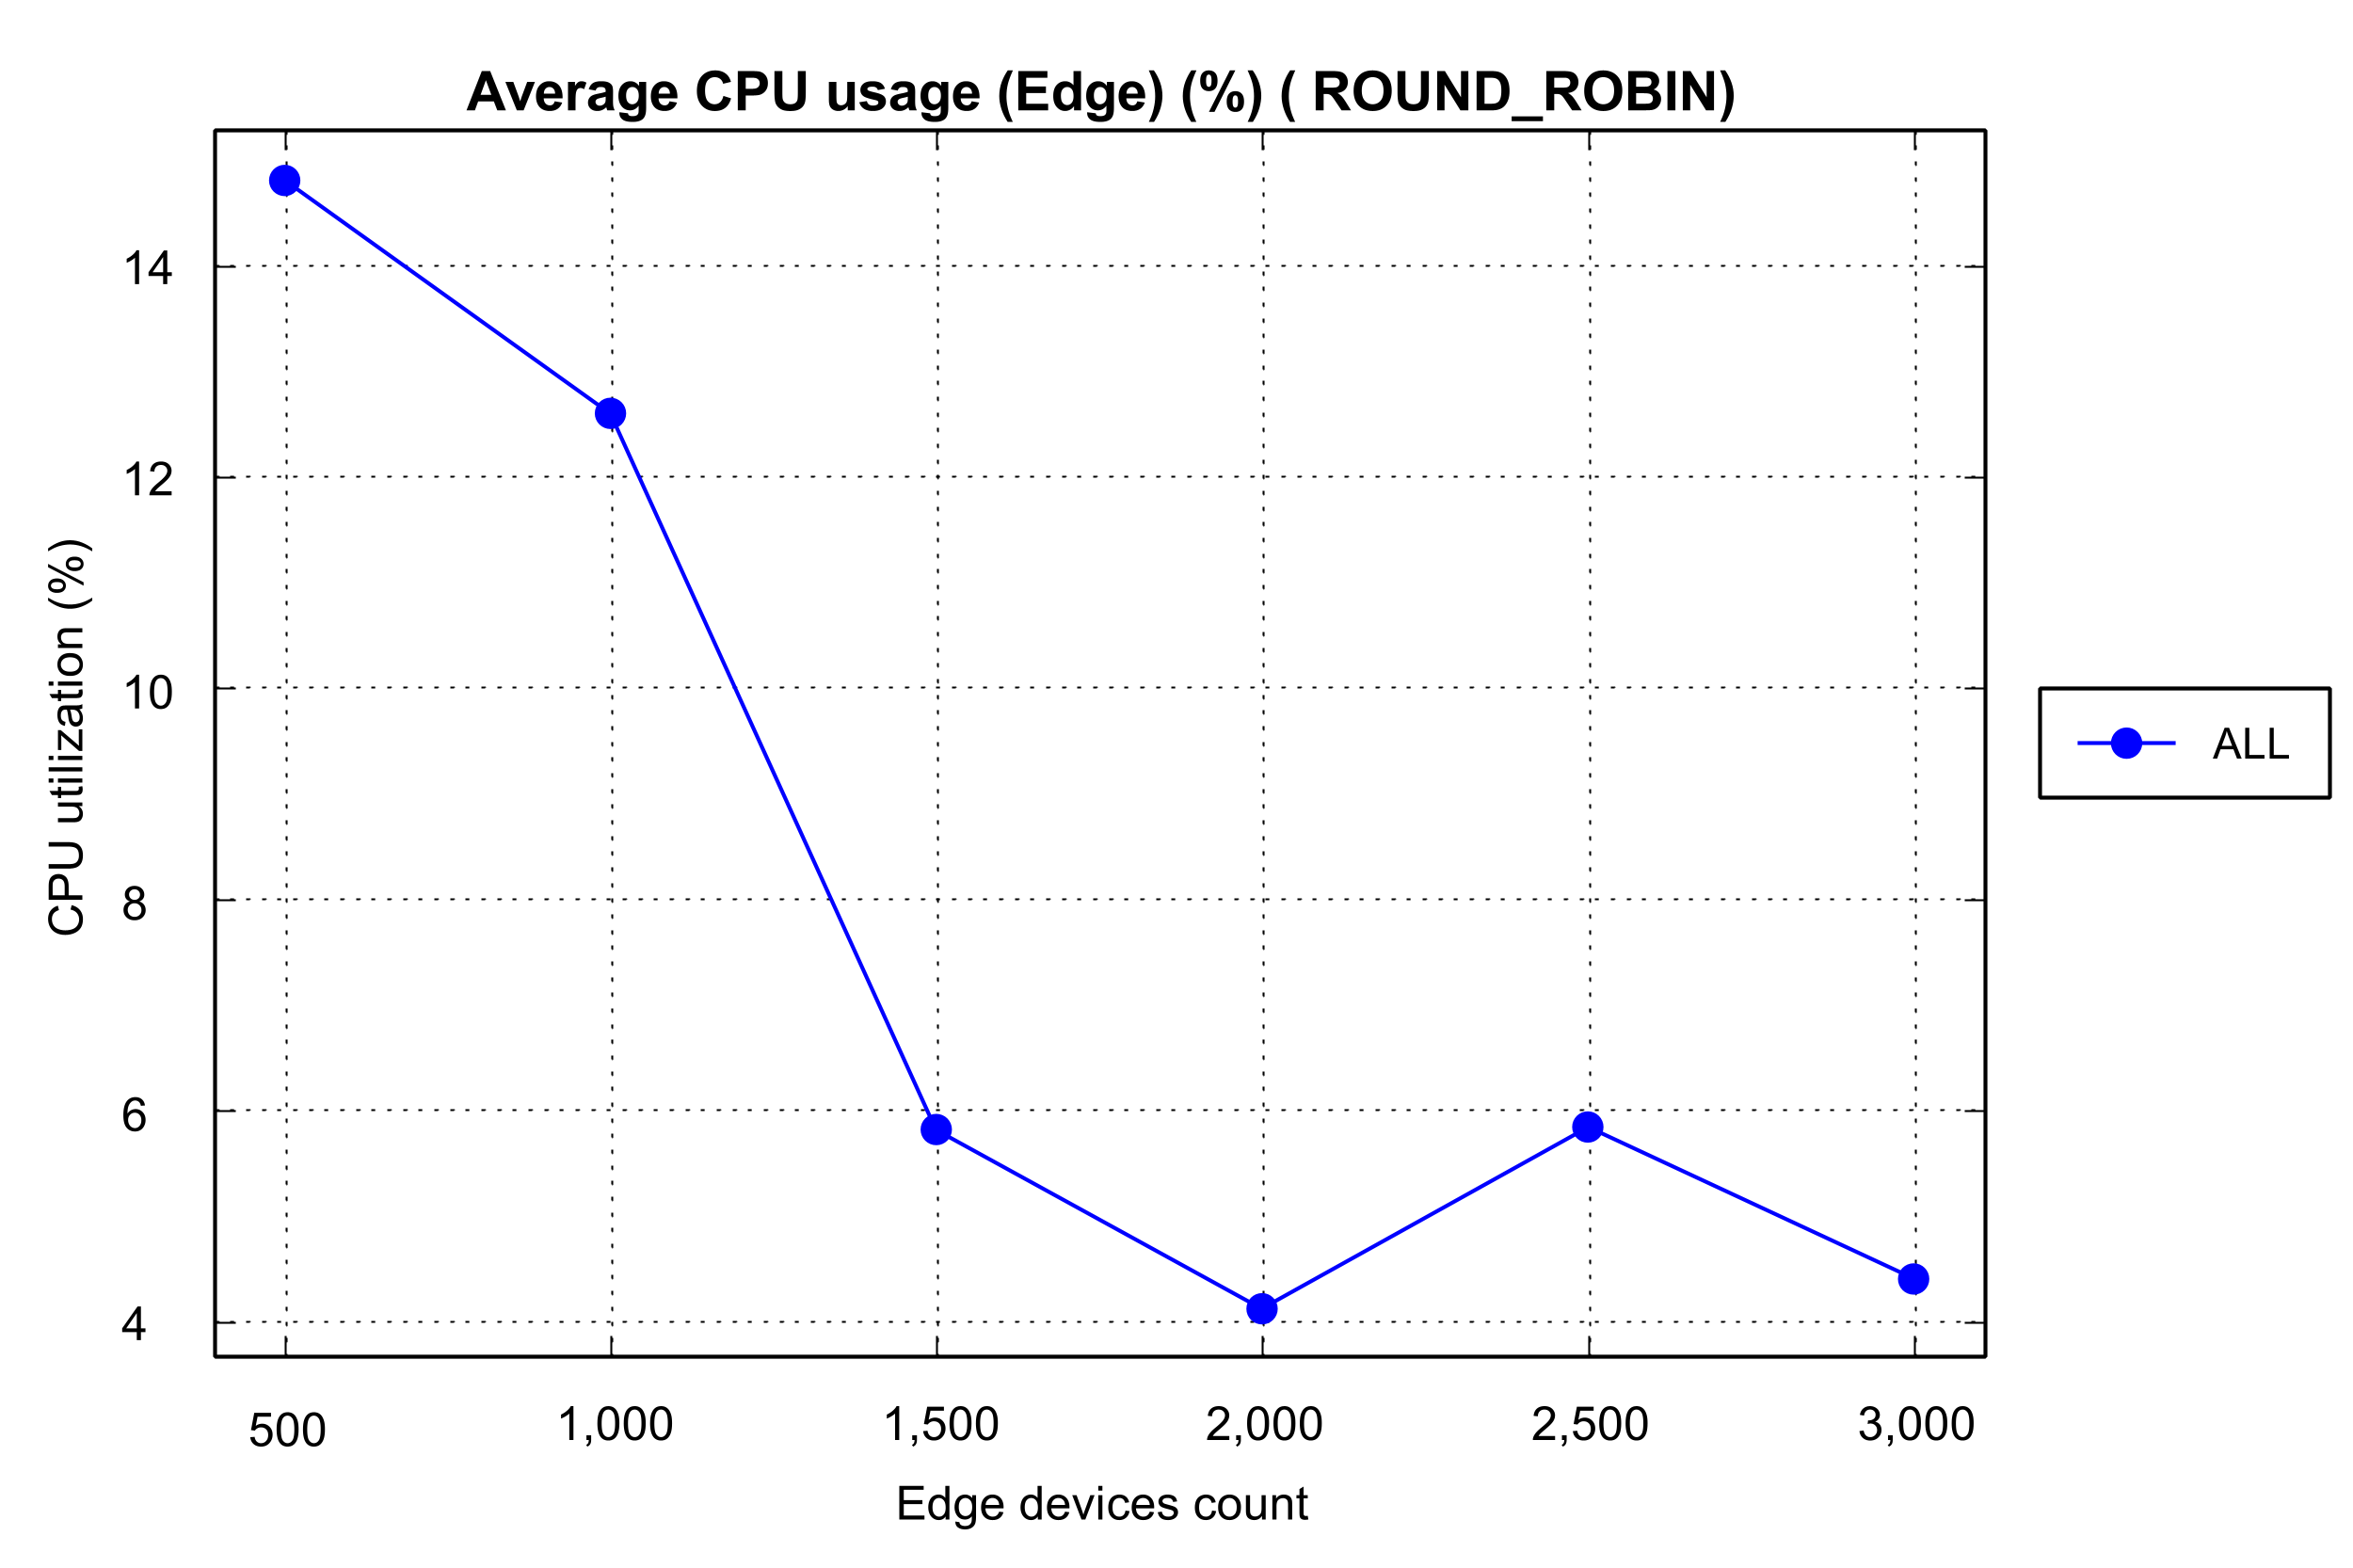 Average CPU usage (Edge) (%) ( ROUND_ROBIN)
14
12
10
8
6
4
CPU utilization (%)
ALL
500 1,000 1,500 2,000 2,500 3,000
Edge devices count